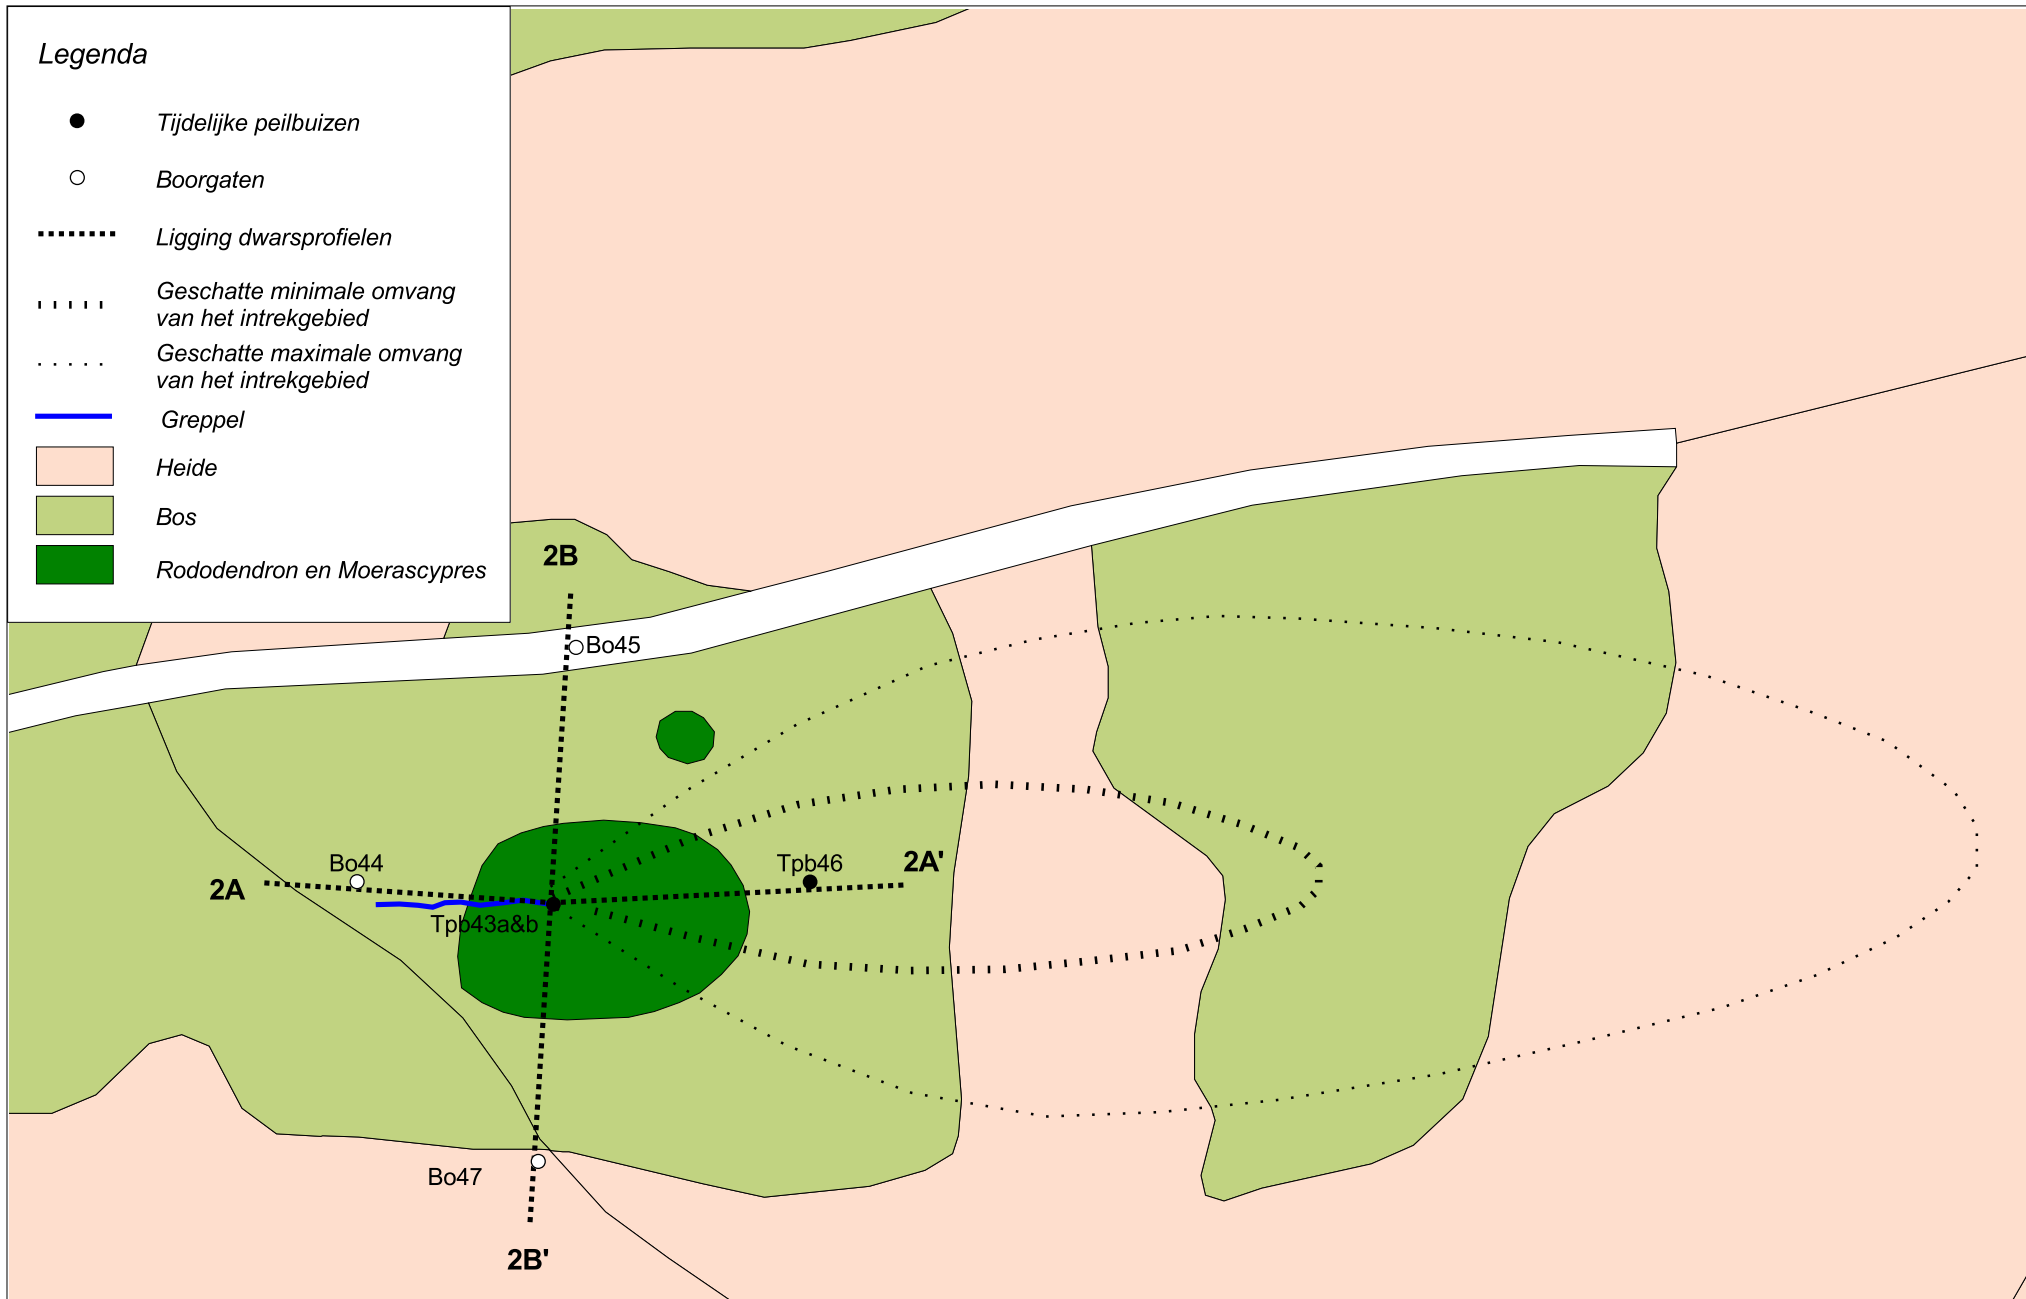 Legenda
Tijdelijke peilbuizen
Boorgaten
Ligging dwarsprofielen
Geschatte minimale omvang
van het intrekgebied
Geschatte maximale omvang
van het intrekgebied
Greppel
Heide
Bos
Rododendron en Moerascypres
2B
Bo45
Bo44
Tpb46
2A'
2A
Tpb43a&b
Bo47
2B'